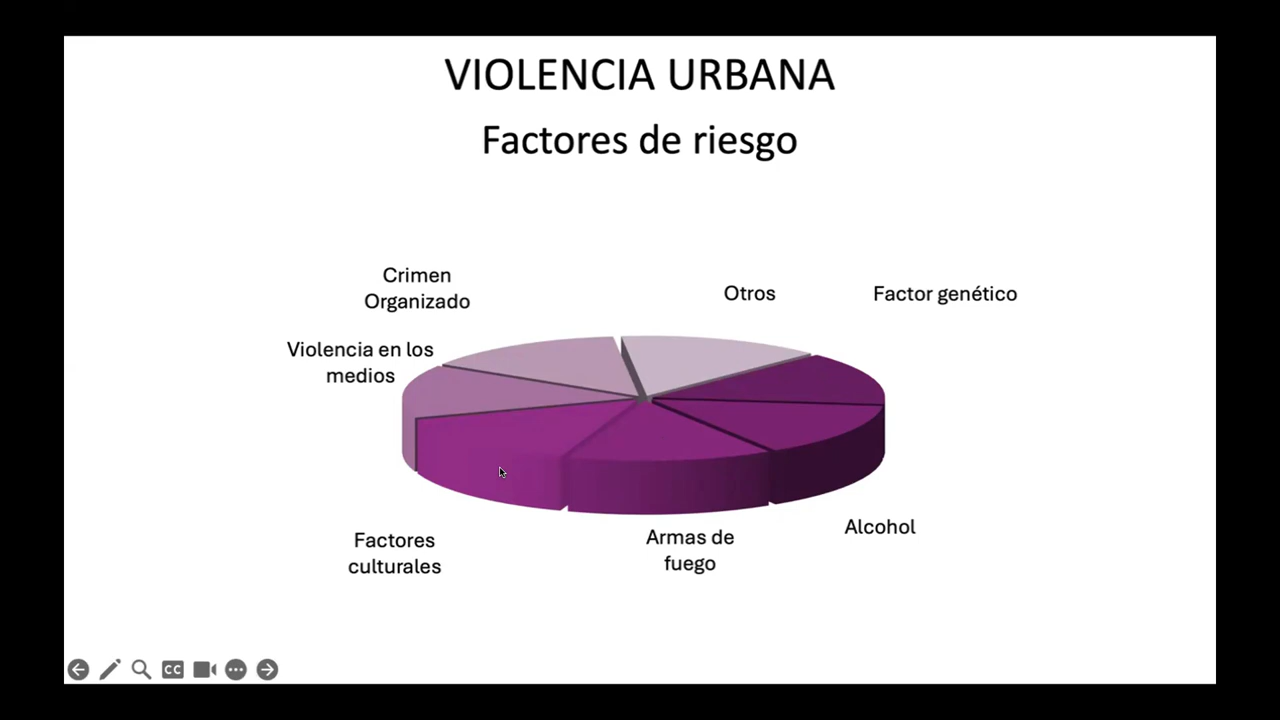 VIOLENCIA URBANA
Factores de riesgo
Crimen
Organizado
Otros
Factor genético
Violencia en los
medios
Factores
culturales
Armas de
fuego
Alcohol
CC